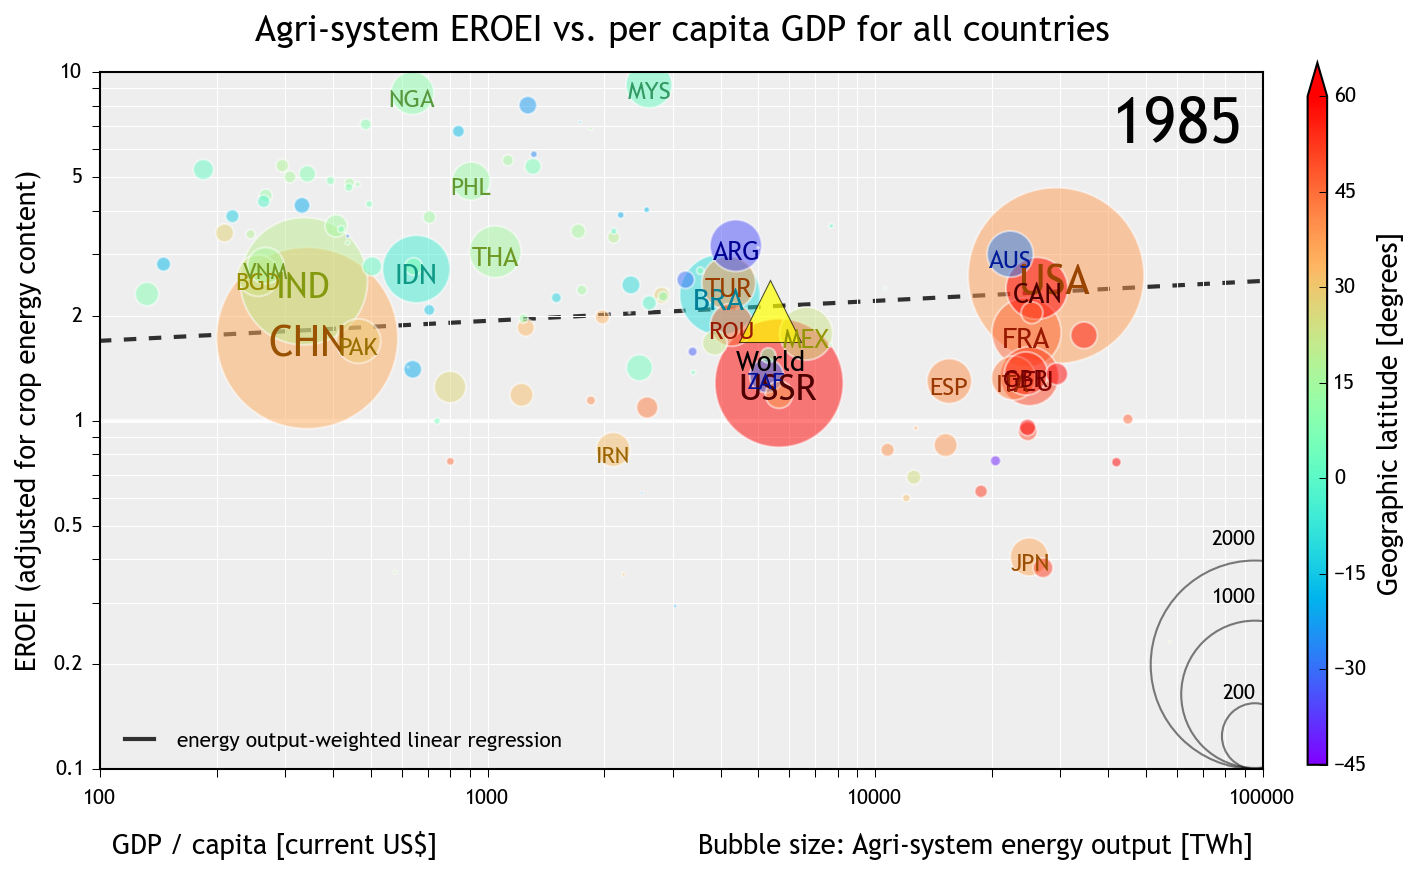 Agri-system EROEI vs. per capita GDP for all countries
1985
EROEI (adjusted for crop energy content)
10
5
2
1
0.5
0.2
0.1
NGA
MYS
PHL
THA
ARG
AUS
VNM
BGD
IND
IDN
TUR
BRA
USA
CAN
CHN
PAK
ROU
MEX
FRA
World
ZAF
USSR
ESP
ITA
GBR
DEU
IRN
JPN
2000
1000
200
energy output-weighted linear regression
100
1000
10000
100000
GDP / capita [current US$]
Bubble size: Agri-system energy output [TWh]
60
45
30
15
0
−15
−30
−45
Geographic latitude [degrees]